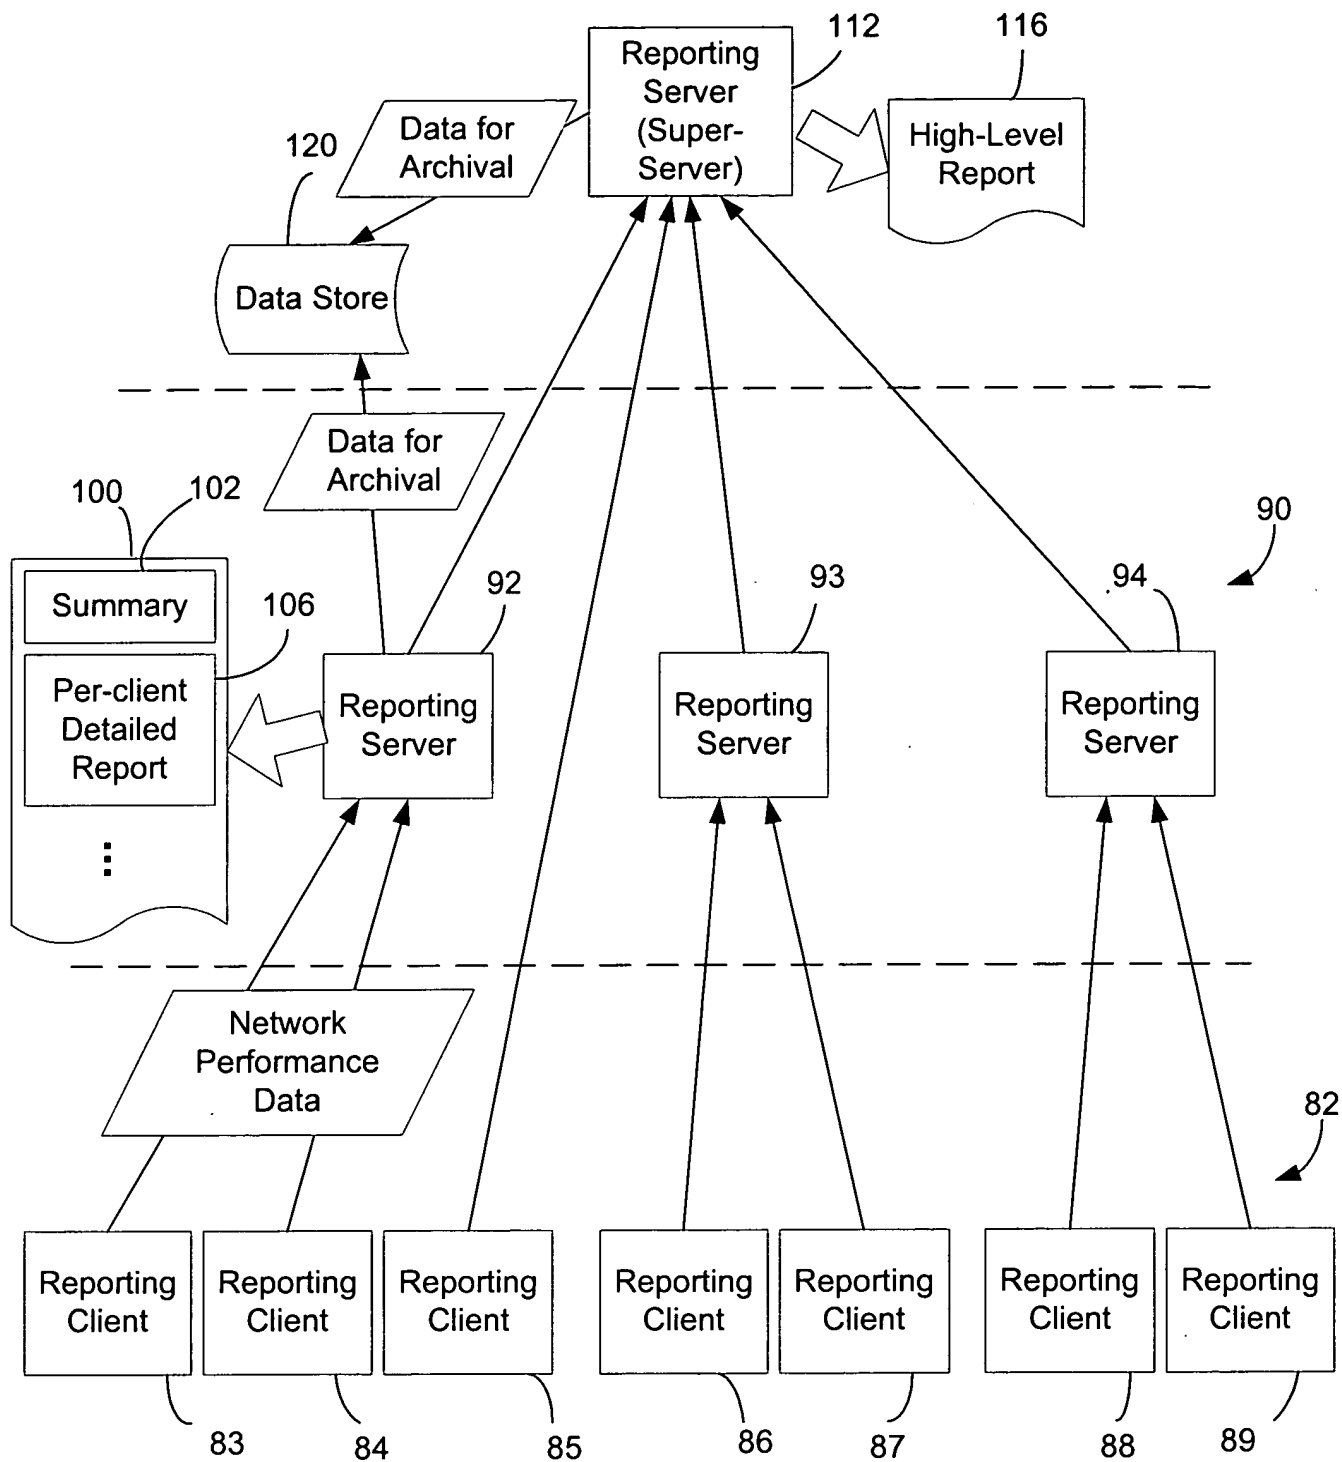 112
116
Reporting
Server
(Super-
Server)
High-Level
Report
Data for
Archival
120
Data Store
Data for
Archival
100
102
90
Summary
106
92
93
94
Per-client
Detailed
Report
Reporting
Server
Reporting
Server
Reporting
Server
Network
Performance
Data
82
Reporting
Client
Reporting
Client
Reporting
Client
Reporting
Client
Reporting
Client
Reporting
Client
Reporting
Client
83
84
85
86
87
88
89